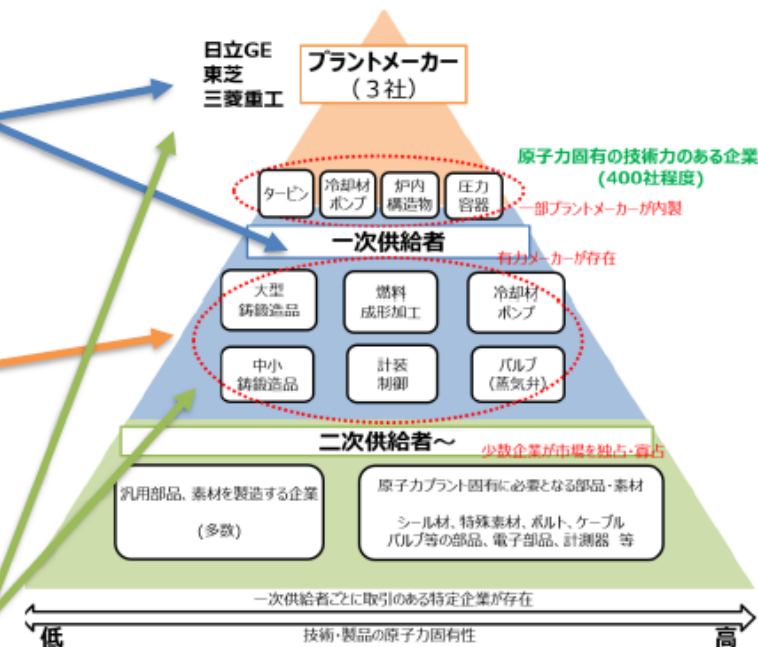 日立GE
東芝
三菱重工
プラントメーカー
(3社)
原子力固有の技術力のある企業
(400社程度)
タービン
冷却材
ポンプ
炉内
構造物
圧力
容器
一部プラントメーカーが内製
一次供給者
有力メーカーが存在
大型
鋳鍛造品
燃料
成形加工
冷却材
ポンプ
中小
鋳鍛造品
計装
制御
バルブ
(蒸気弁)
二次供給者～
少数企業が市場を独占・寡占
汎用部品、素材を製造する企業
(多数)
原子力プラント固有に必要となる部品・素材
シール材、特殊素材、ボルト、ケーブル
バルブ等の部品、電子部品、計測器 等
一次供給者ごとに取引のある特定企業が存在
低
技術・製品の原子力固有性
高